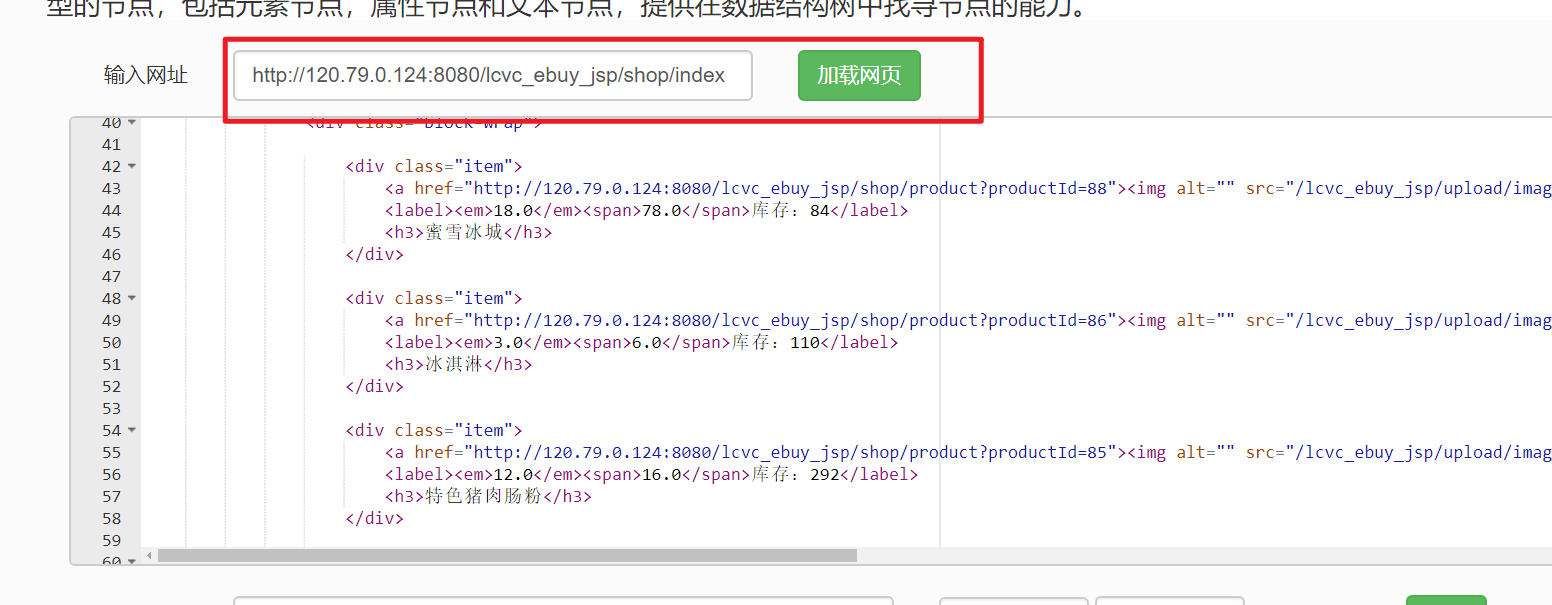 型的节点，包括元素节点，属性节点和文本节点，提供在数据结构树中找寻节点的能力。
输入网址 http://120.79.0.124:8080/lcvc_ebuy_jsp/shop/index 加载网页
40 <div class="block-wrap">
41
42 <div class="item">
43 <a href="http://120.79.0.124:8080/lcvc_ebuy_jsp/shop/product?productId=88"><img alt="" src="/lcvc_ebuy_jsp/upload/imag
44 <label><em>18.0</em><span>78.0</span>库存：84</label>
45 <h3>蜜雪冰城</h3>
46 </div>
47
48 <div class="item">
49 <a href="http://120.79.0.124:8080/lcvc_ebuy_jsp/shop/product?productId=86"><img alt="" src="/lcvc_ebuy_jsp/upload/imag
50 <label><em>3.0</em><span>6.0</span>库存：110</label>
51 <h3>冰淇淋</h3>
52 </div>
53
54 <div class="item">
55 <a href="http://120.79.0.124:8080/lcvc_ebuy_jsp/shop/product?productId=85"><img alt="" src="/lcvc_ebuy_jsp/upload/imag
56 <label><em>12.0</em><span>16.0</span>库存：292</label>
57 <h3>特色猪肉肠粉</h3>
58 </div>
59
60